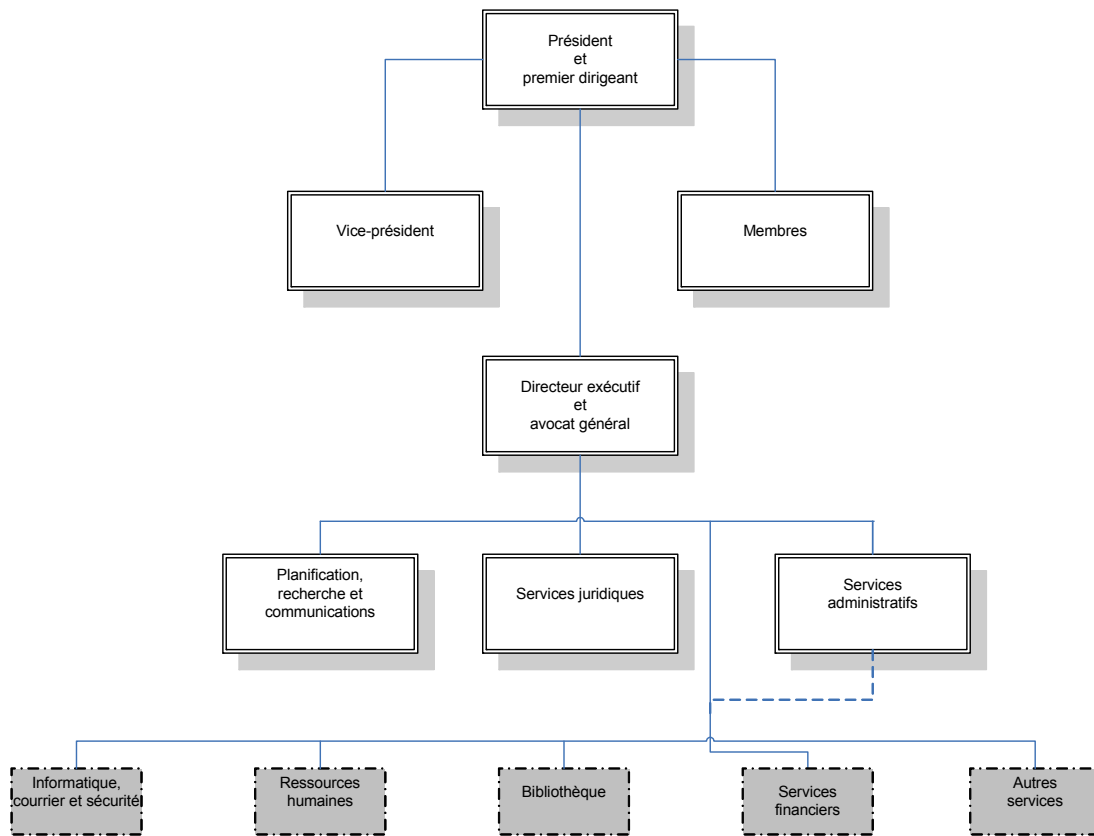 Président
et
premier dirigeant
Vice-président
Membres
Directeur exécutif
et
avocat général
Planification,
recherche et
communications
Services juridiques
Services
administratifs
Informatique,
courrier et sécurité
Ressources
humaines
Bibliothèque
Services
financiers
Autres
services